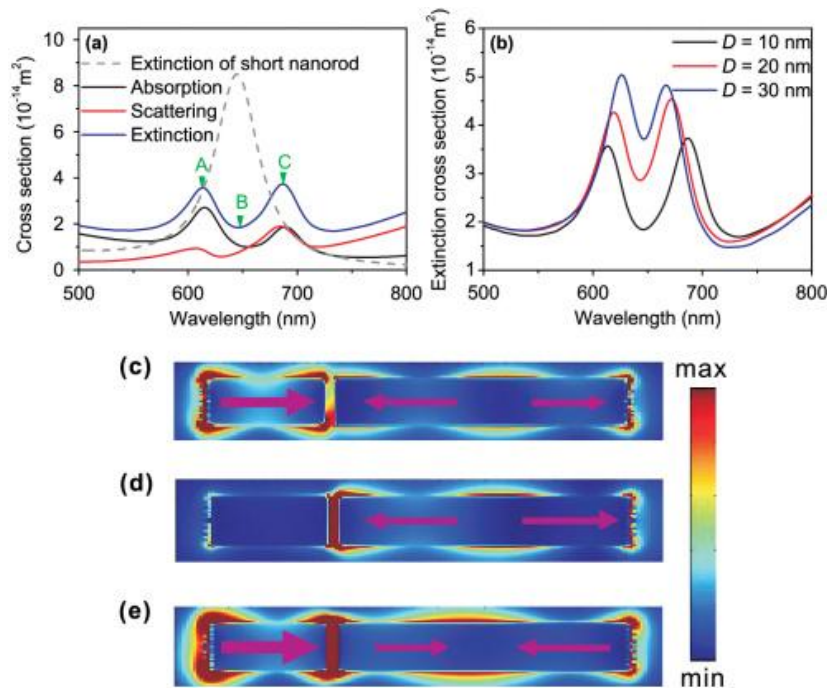 (a)
Extinction of short nanorod
Absorption
Scattering
Extinction
A
B
C
10
8
6
4
2
0
500
600
700
800
Cross section (10⁻¹⁴m²)
Wavelength (nm)
(b)
D = 10 nm
D = 20 nm
D = 30 nm
6
5
4
3
2
1
500
600
700
800
Extinction cross section (10⁻¹⁴m²)
Wavelength (nm)
(c)
(d)
(e)
max
min